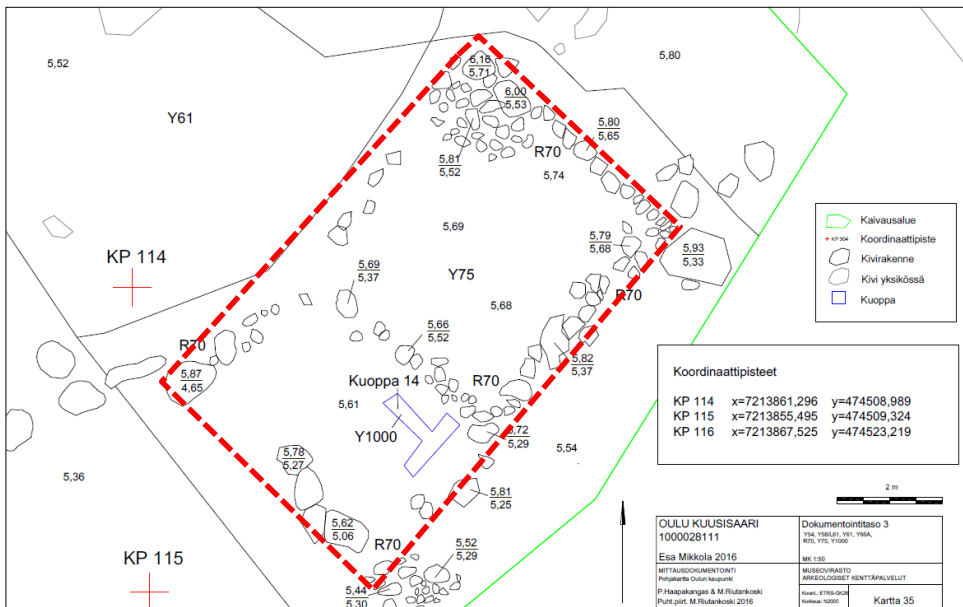 5,52
5,80
6,16
5,71
6,00
5,53
Y61
5,80
5,65
5,81
5,52
R70
5,74
5,69
5,79
5,68
5,93
5,33
KP 114
Y75
5,69
5,37
R70
5,68
5,66
5,52
R70
5,87
4,65
5,82
5,37
Kuoppa 14
R70
5,61
Y1000
5,72
5,29
5,54
5,78
5,27
5,36
5,81
5,25
5,62
5,06
R70
5,52
5,29
KP 115
5,44
5,30
Kaivausalue
Koordinaattipiste
Kivirakenne
Kivi yksikössä
Kuoppa
Koordinaattipisteet
KP 114 x=7213861,296 y=474508,989
KP 115 x=7213855,495 y=474509,324
KP 116 x=7213867,525 y=474523,219
2 m
OULU KUUSISAARI
1000028111
Esa Mikkola 2016
MITTAUSDOKUMENTOINTI
Pohjakartta Oulun kaupunki
P.Haapakangas & M.Riutankoski
Puht.piirt. M.Riutankoski 2016
Dokumentointitaso 3
R70, Y75, Y1000
MK 1:50
MUSEOVIRASTO
ARKEOLOGISET KENTTÄPALVELUT
Korkeus: N2000
Kartta 35